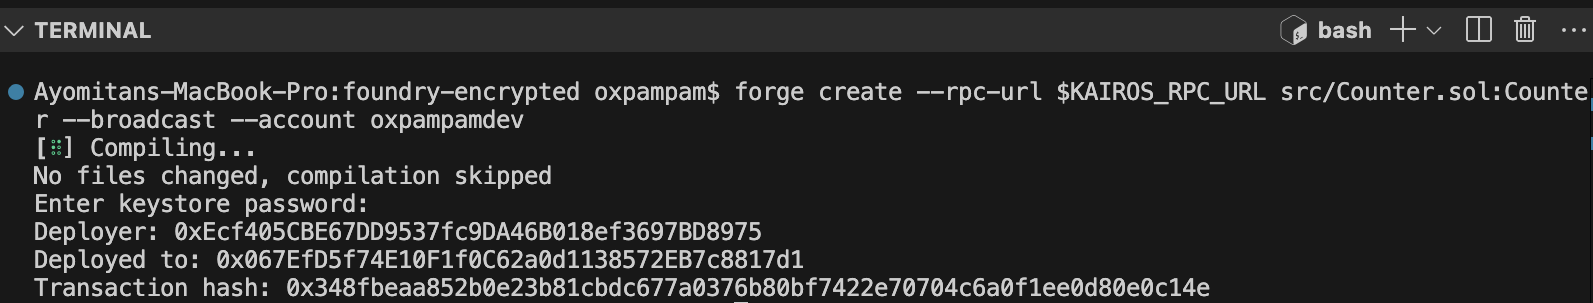 TERMINAL
bash
Ayomitans-MacBook-Pro:foundry-encrypted oxpampam$ forge create --rpc-url $KAIROS_RPC_URL src/Counter.sol:Counte
r --broadcast --account oxpampamdev
[⠿] Compiling...
No files changed, compilation skipped
Enter keystore password:
Deployer: 0xEcf405CBE67DD9537fc9DA46B018ef3697BD8975
Deployed to: 0x067EfD5f74E10F1f0C62a0d1138572EB7c8817d1
Transaction hash: 0x348fbeaa852b0e23b81cbdc677a0376b80bf7422e70704c6a0f1ee0d80e0c14e